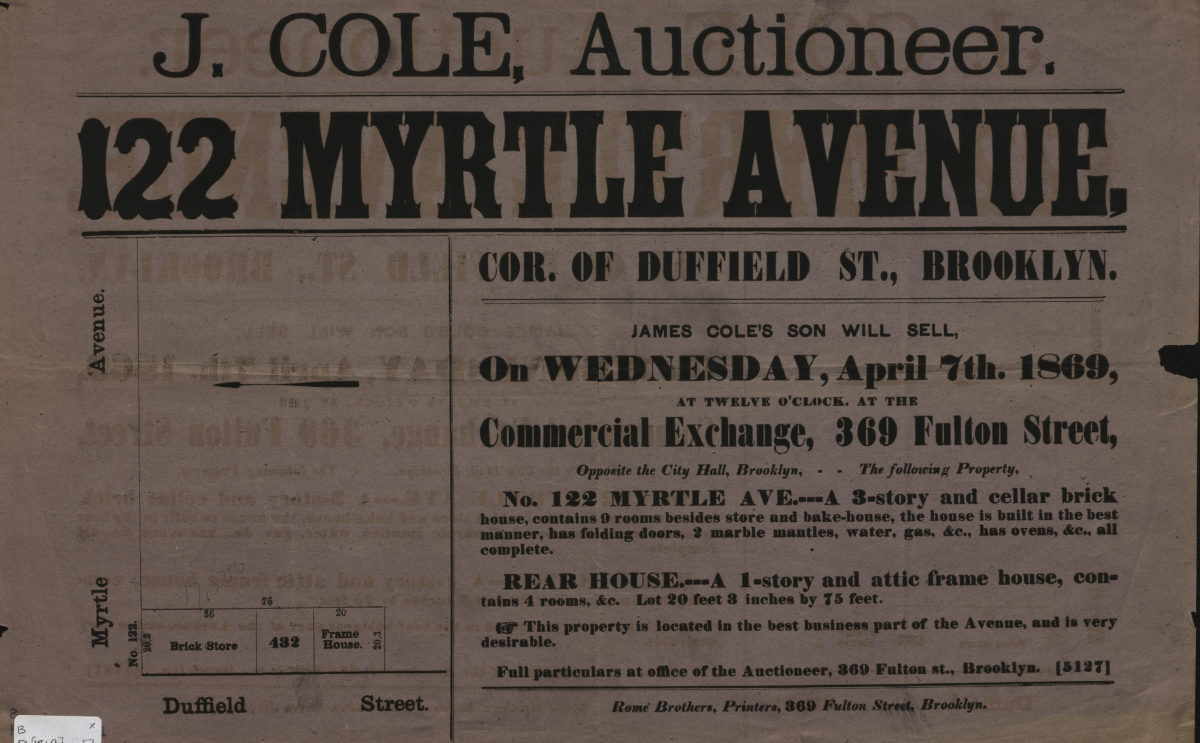 J. COLE, Auctioneer.
122 MYRTLE AVENUE,
COR. OF DUFFIELD ST., BROOKLYN.
JAMES COLE'S SON WILL SELL,
On WEDNESDAY, April 7th. 1869,
AT TWELVE O'CLOCK. AT THE
Commercial Exchange, 369 Fulton Street,
Opposite the City Hall, Brooklyn, - - The following Property,
No. 122 MYRTLE AVE.---A 3-story and cellar brick
house, contains 9 rooms besides store and bake-house, the house is built in the best
manner, has folding doors, 2 marble mantles, water, gas, &c., has ovens, &c., all
complete.
REAR HOUSE.---A 1-story and attic frame house, con-
tains 4 rooms, &c. Lot 20 feet 3 inches by 75 feet.
☞ This property is located in the best business part of the Avenue, and is very
desirable.
Full particulars at office of the Auctioneer, 369 Fulton st., Brooklyn. [5127]
Rome Brothers, Printers, 369 Fulton Street, Brooklyn.
Myrtle Avenue.
No. 122.
20.3
76
36
20
Brick Store
432
Frame
House.
20.3
Duffield Street.
B